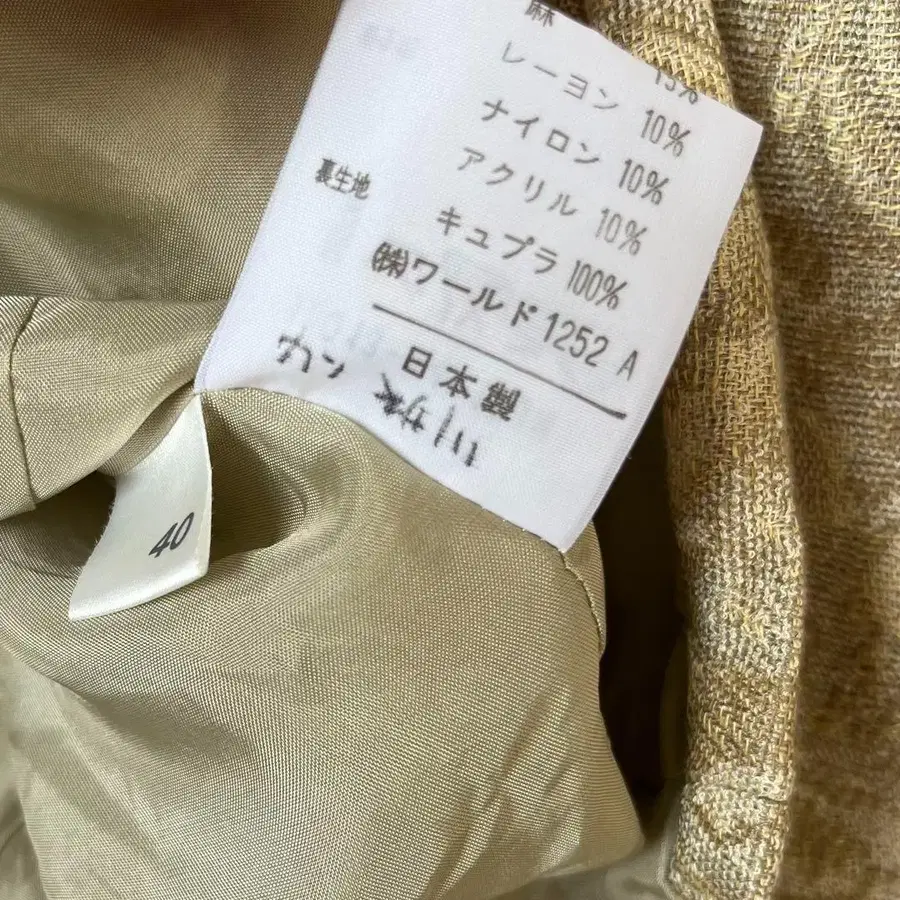 麻 15%
レーヨン 10%
ナイロン 10%
アクリル 10%
裏生地 キュプラ 100%
㈱ワールド 1252 A
日本製
40